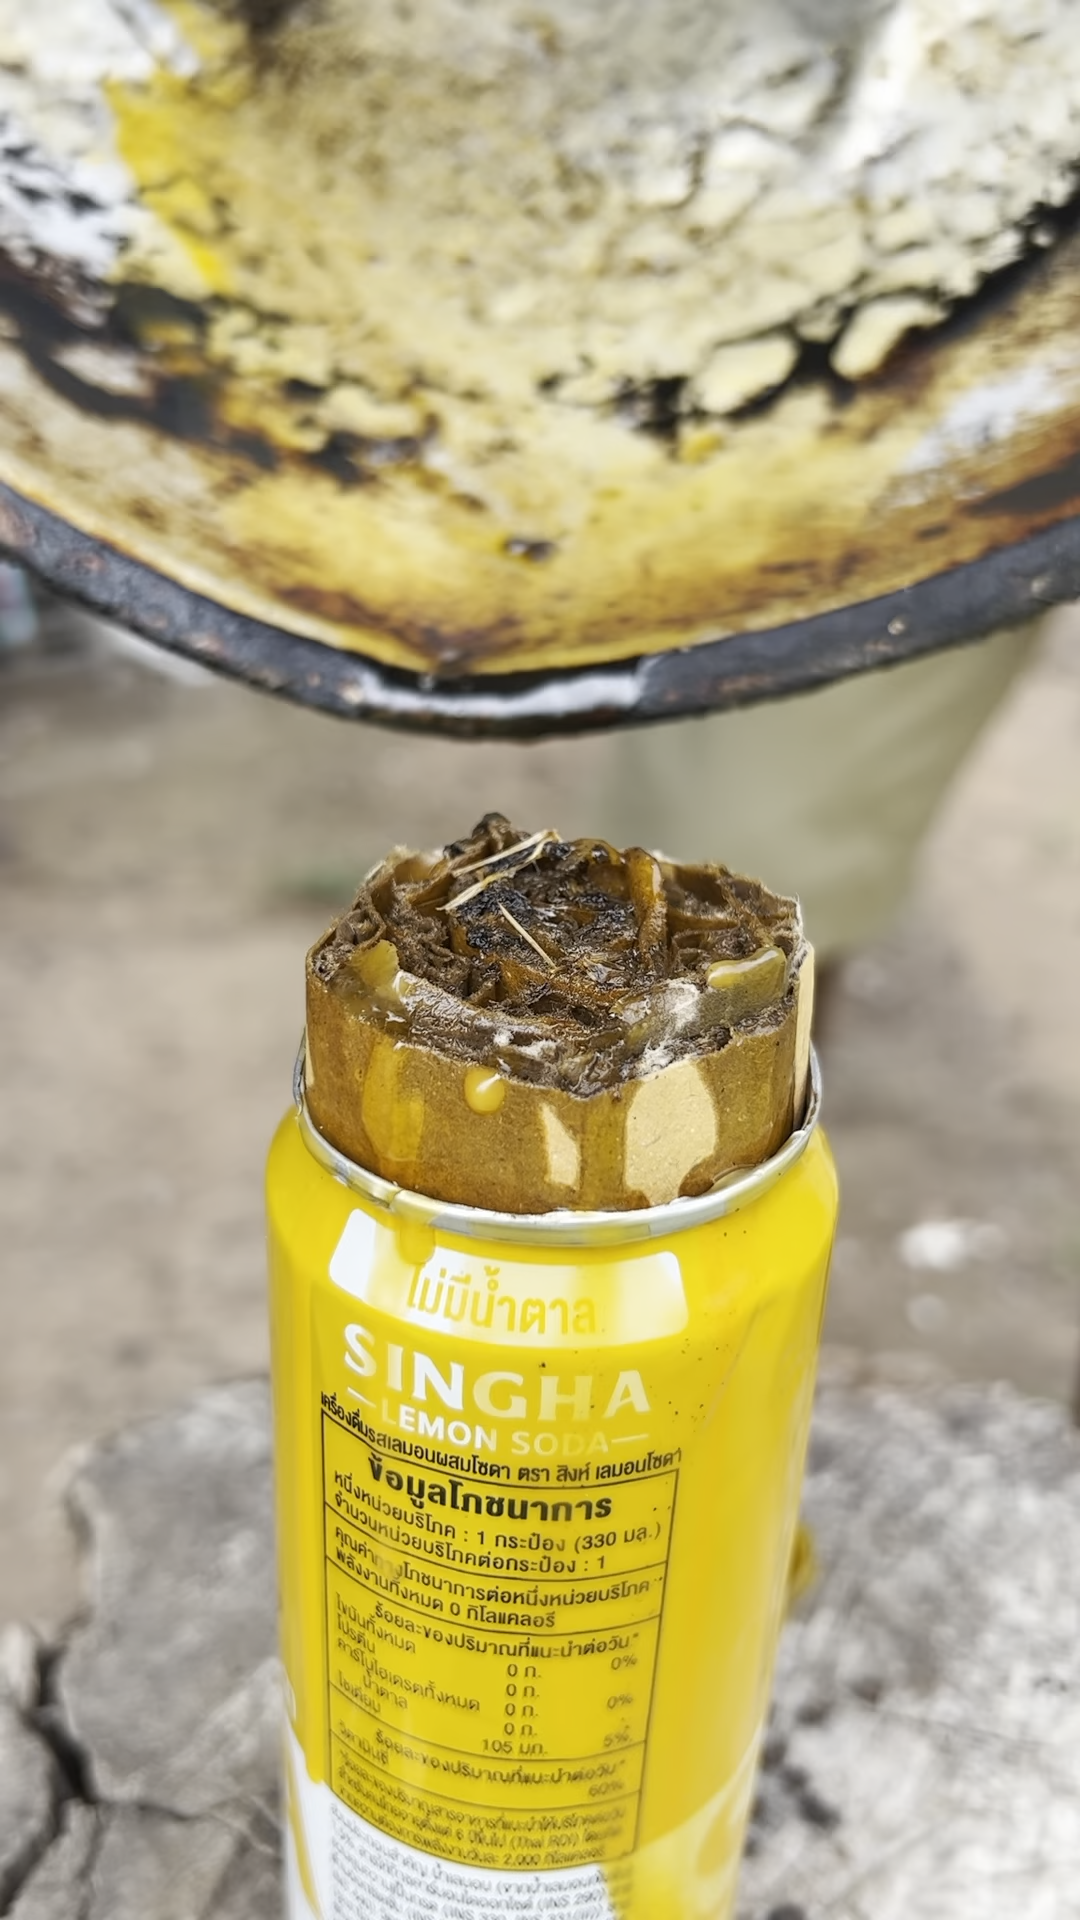 ไม่มีน้ำตาล
SINGHA
LEMON SODA
เครื่องดื่มรสเลมอนผสมโซดา ตรา สิงห์ เลมอนโซดา
ข้อมูลโภชนาการ
หนึ่งหน่วยบริโภค : 1 กระป๋อง (330 มล.)
จำนวนหน่วยบริโภคต่อกระป๋อง : 1
คุณค่าทางโภชนาการต่อหนึ่งหน่วยบริโภค
พลังงานทั้งหมด 0 กิโลแคลอรี
ร้อยละของปริมาณที่แนะนำต่อวัน*
ไขมันทั้งหมด 0 ก. 0%
โปรตีน 0 ก.
คาร์โบไฮเดรตทั้งหมด 0 ก. 0%
น้ำตาล 0 ก.
โซเดียม 105 มก. 5%
ร้อยละของปริมาณที่แนะนำต่อวัน*
60%